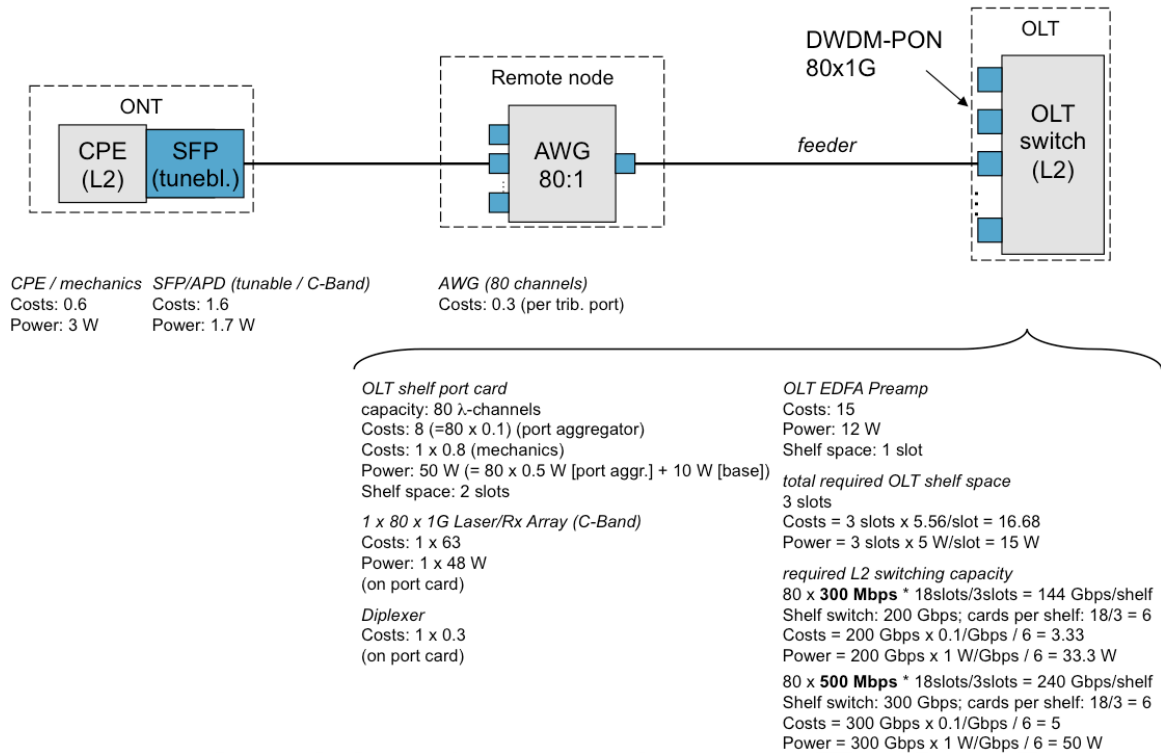 OLT
DWDM-PON
80x1G
Remote node
ONT
CPE
(L2)
SFP
(tunebl.)
AWG
80:1
feeder
OLT
switch
(L2)
CPE / mechanics
Costs: 0.6
Power: 3 W
SFP/APD (tunable / C-Band)
Costs: 1.6
Power: 1.7 W
AWG (80 channels)
Costs: 0.3 (per trib. port)
OLT shelf port card
capacity: 80 λ-channels
Costs: 8 (=80 x 0.1) (port aggregator)
Costs: 1 x 0.8 (mechanics)
Power: 50 W (= 80 x 0.5 W [port aggr.] + 10 W [base])
Shelf space: 2 slots
1 x 80 x 1G Laser/Rx Array (C-Band)
Costs: 1 x 63
Power: 1 x 48 W
(on port card)
Diplexer
Costs: 1 x 0.3
(on port card)
OLT EDFA Preamp
Costs: 15
Power: 12 W
Shelf space: 1 slot
total required OLT shelf space
3 slots
Costs = 3 slots x 5.56/slot = 16.68
Power = 3 slots x 5 W/slot = 15 W
required L2 switching capacity
80 x 300 Mbps * 18slots/3slots = 144 Gbps/shelf
Shelf switch: 200 Gbps; cards per shelf: 18/3 = 6
Costs = 200 Gbps x 0.1/Gbps / 6 = 3.33
Power = 200 Gbps x 1 W/Gbps / 6 = 33.3 W
80 x 500 Mbps * 18slots/3slots = 240 Gbps/shelf
Shelf switch: 300 Gbps; cards per shelf: 18/3 = 6
Costs = 300 Gbps x 0.1/Gbps / 6 = 5
Power = 300 Gbps x 1 W/Gbps / 6 = 50 W